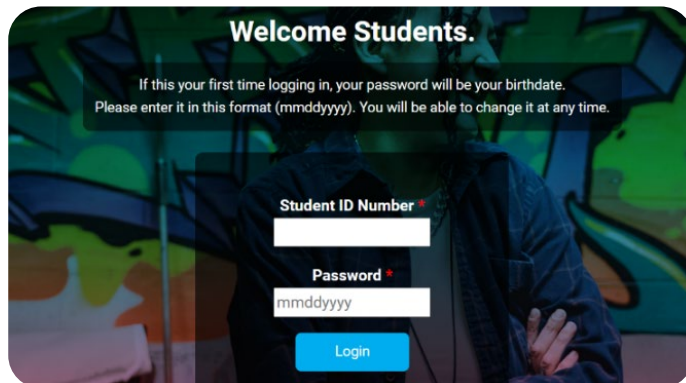 Welcome Students.
If this your first time logging in, your password will be your birthdate.
Please enter it in this format (mmddyyyy). You will be able to change it at any time.
Student ID Number *
Password *
mmddyyyy
Login